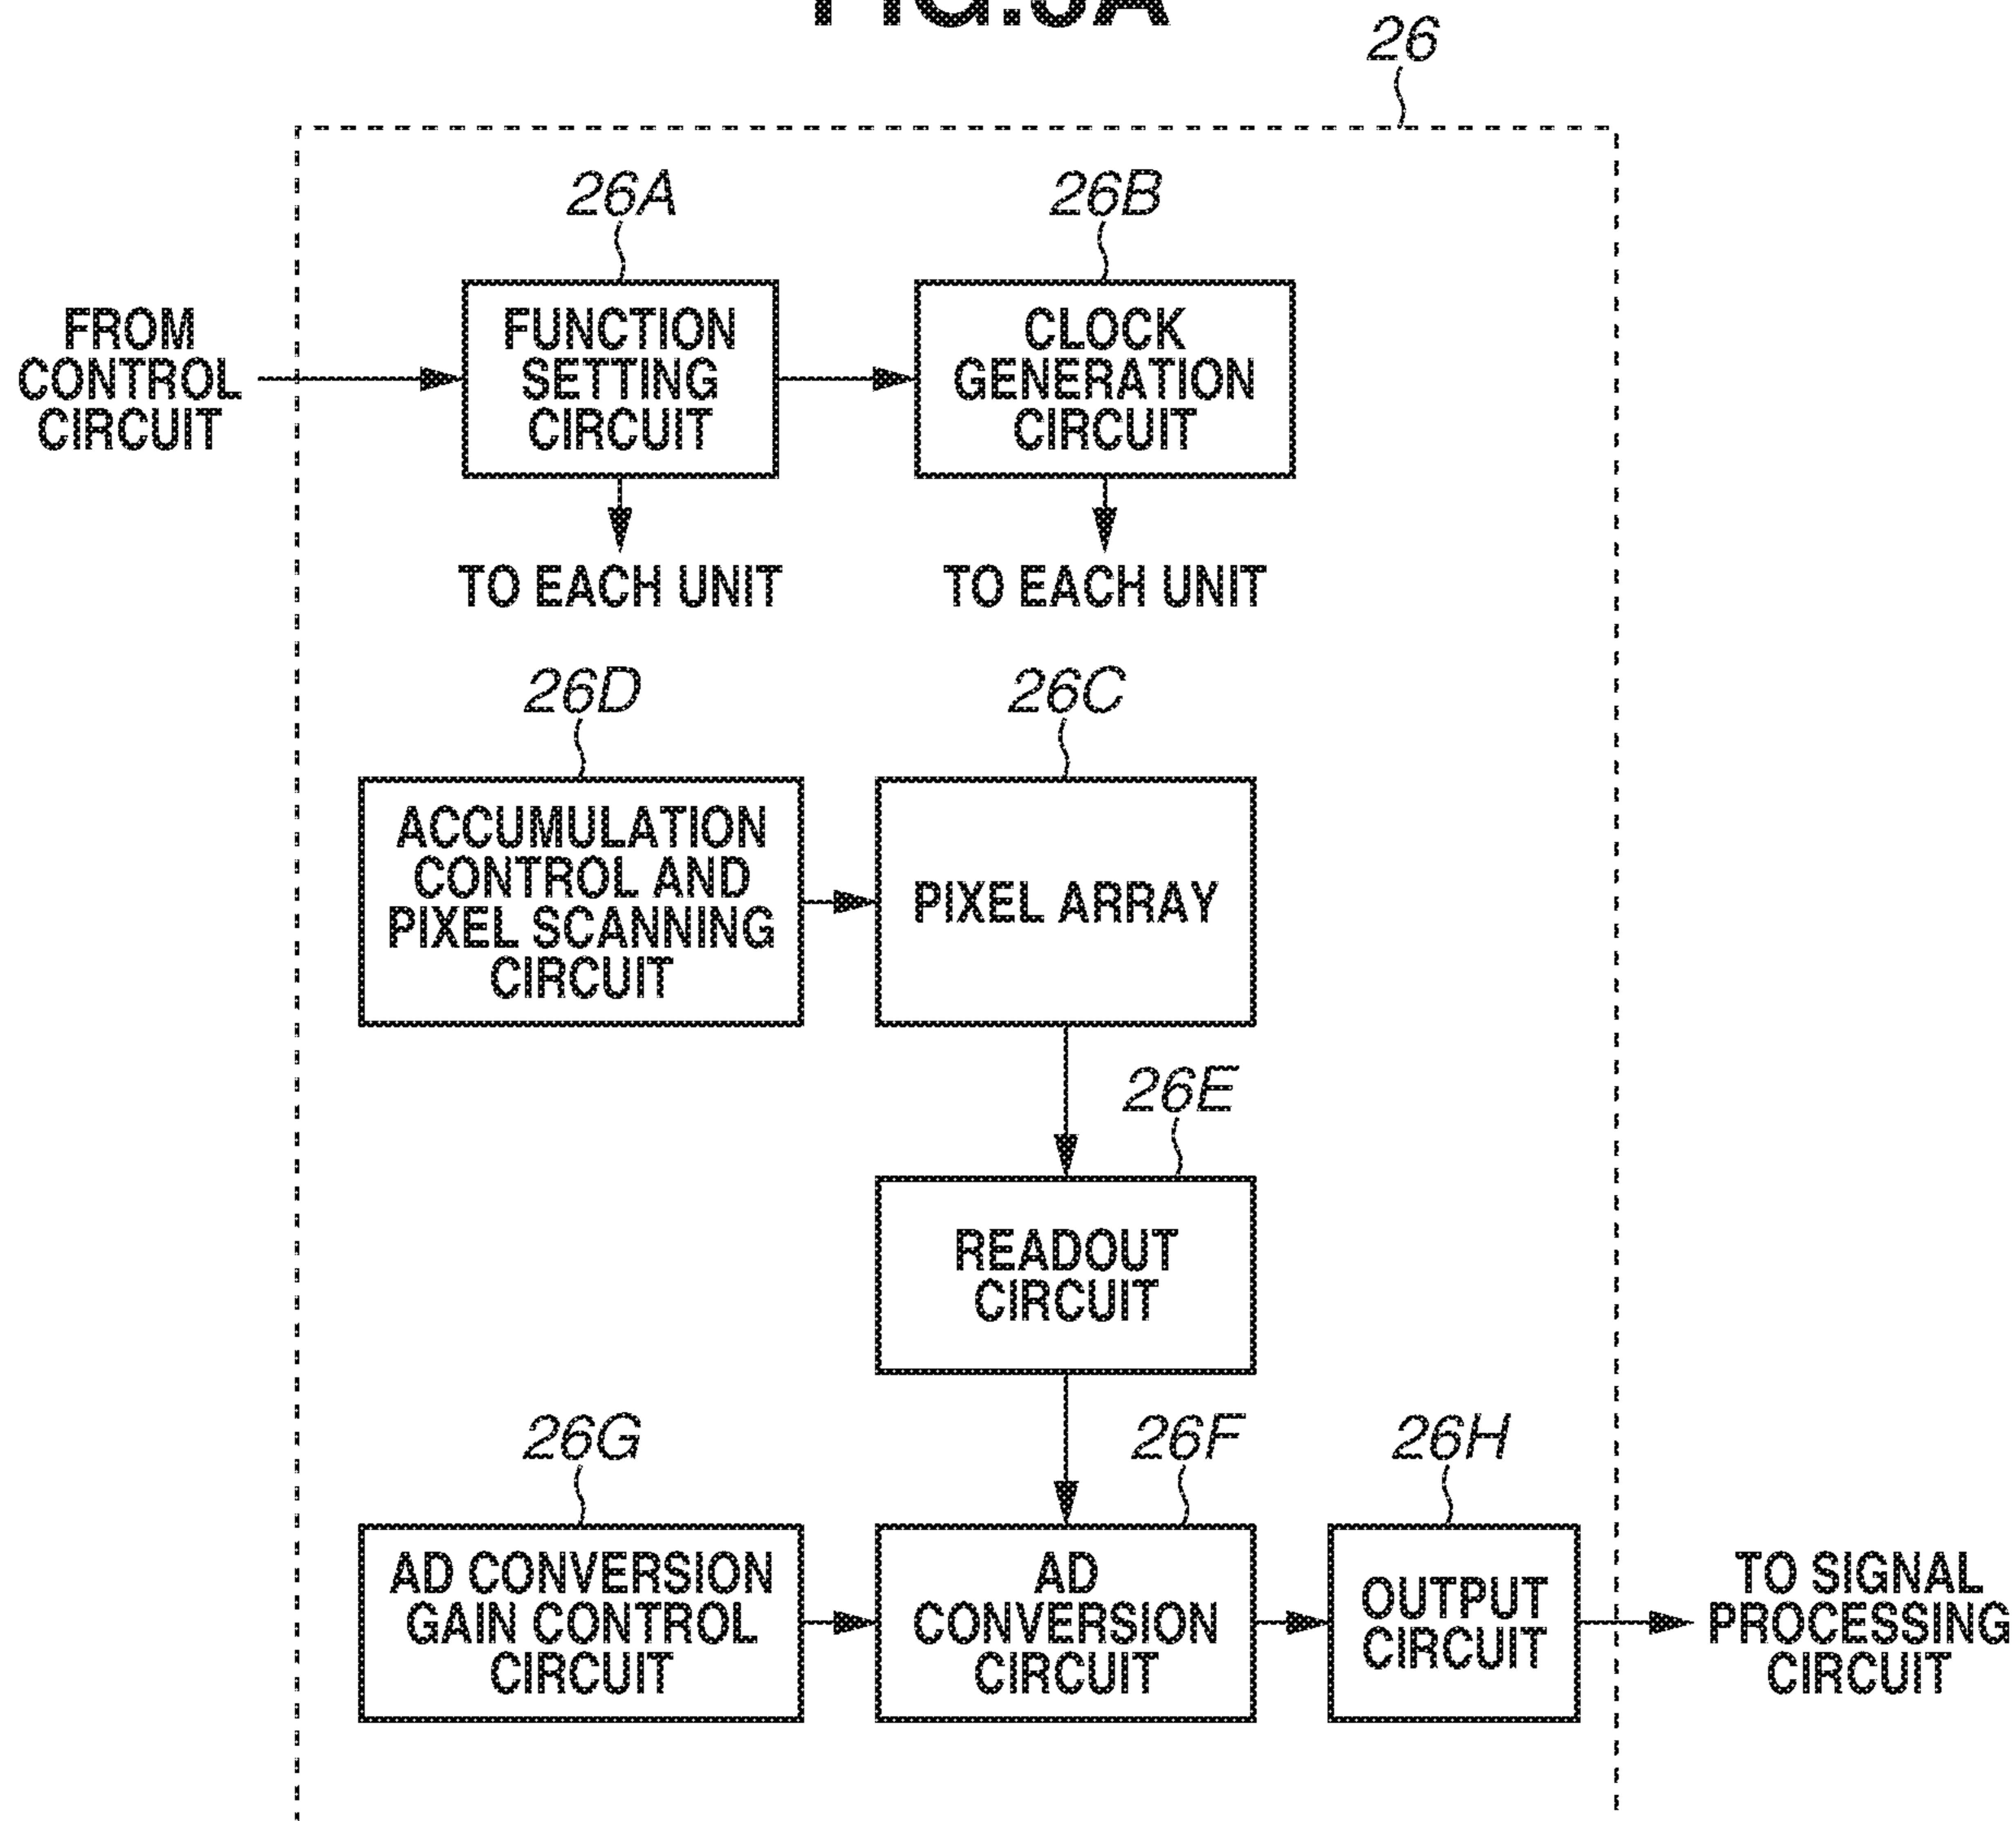 FIG.3A
26
26A
26B
FROM
CONTROL
CIRCUIT
FUNCTION
SETTING
CIRCUIT
CLOCK
GENERATION
CIRCUIT
TO EACH UNIT
TO EACH UNIT
26D
26C
ACCUMULATION
CONTROL AND
PIXEL SCANNING
CIRCUIT
PIXEL ARRAY
26E
READOUT
CIRCUIT
26G
26F
26H
AD CONVERSION
GAIN CONTROL
CIRCUIT
AD
CONVERSION
CIRCUIT
OUTPUT
CIRCUIT
TO SIGNAL
PROCESSING
CIRCUIT